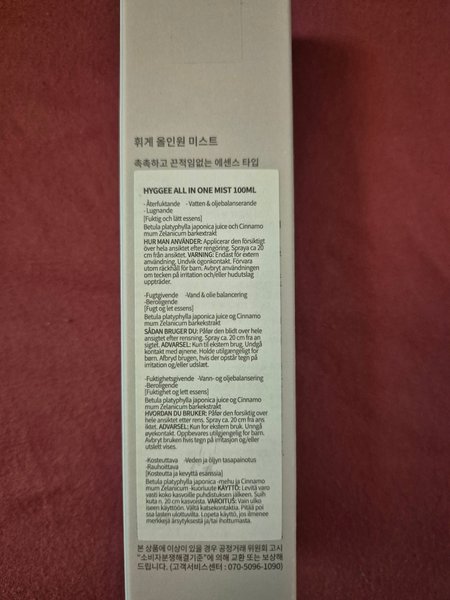 휘게 올인원 미스트
촉촉하고 끈적임없는 에센스 타입
HYGGEE ALL IN ONE MIST 100ML
- Återfuktande - Vatten & oljebalanserande
- Lugnande
[Fuktig och lätt essens]
Betula platyphylla japonica juice och Cinnamo
mum Zelanicum barkextrakt
HUR MAN ANVÄNDER: Applicerar den försiktigt
över hela ansiktet efter rengöring. Spraya ca 20
cm från ansiktet. VARNING: Endast för extern
användning, Undvik ögonkontakt. Förvara
utom räckhåll för barn. Avbryt användningen
om tecken på irritation och/eller hudutslag
uppträder.
-Fugtgivende -Vand & olie balancering
-Beroligende
[Fugt og let essens]
Betula platyphylla japonica juice og Cinnamo
mum Zelanicum barkekstrakt
SÅDAN BRUGER DU: Påfør den blidt over hele
ansigtet efter rensning. Spray ca. 20 cm fra an
sigtet. ADVARSEL: Kun til ekstern brug. Undgå
kontakt med øjnene. Holde utilgængeligt for
børn. Afbryd brugen, hvis der opstår tegn på
irritation og/eller udslæt.
-Fuktighetsgivende -Vann- og oljebalansering
-Beroligende
[Fuktighet og lett essens]
Betula platyphylla japonica juice og Cinnamo
mum Zelanicum barkekstrakt
HVORDAN DU BRUKER: Påfør den forsiktig over
hele ansiktet etter rens. Spray ca. 20 cm fra ans
iktet. ADVARSEL: Kun for ekstern bruk. Unngå
øyekontakt. Oppbevares utilgjengelig for barn.
Avbryt bruken hvis tegn på irritasjon og/eller
utslett vises.
-Kosteuttava -Veden ja öljyn tasapainotus
-Rauhoittava
[Kosteutta ja kevyttä esanssia]
Betula platyphylla japonica -mehu ja Cinnamo
mum Zelanicum -kuoriuute KÄYTTÖ: Levitä varo
vasti koko kasvoille puhdistuksen jälkeen. Suih
kuta n. 20 cm kasvoista. VAROITUS: Vain ulko
iseen käyttöön. Vältä katsekontaktia. Pitää poi
ssa lasten ulottuvilta. Lopeta käyttö, jos ilmenee
merkkejä ärsytyksestä ja/tai ihottumasta.
본 상품에 이상이 있을 경우 공정거래 위원회 고시
"소비자분쟁해결기준" 에 의해 교환 또는 보상해
드립니다. (고객서비스센터 : 070-5096-1090)